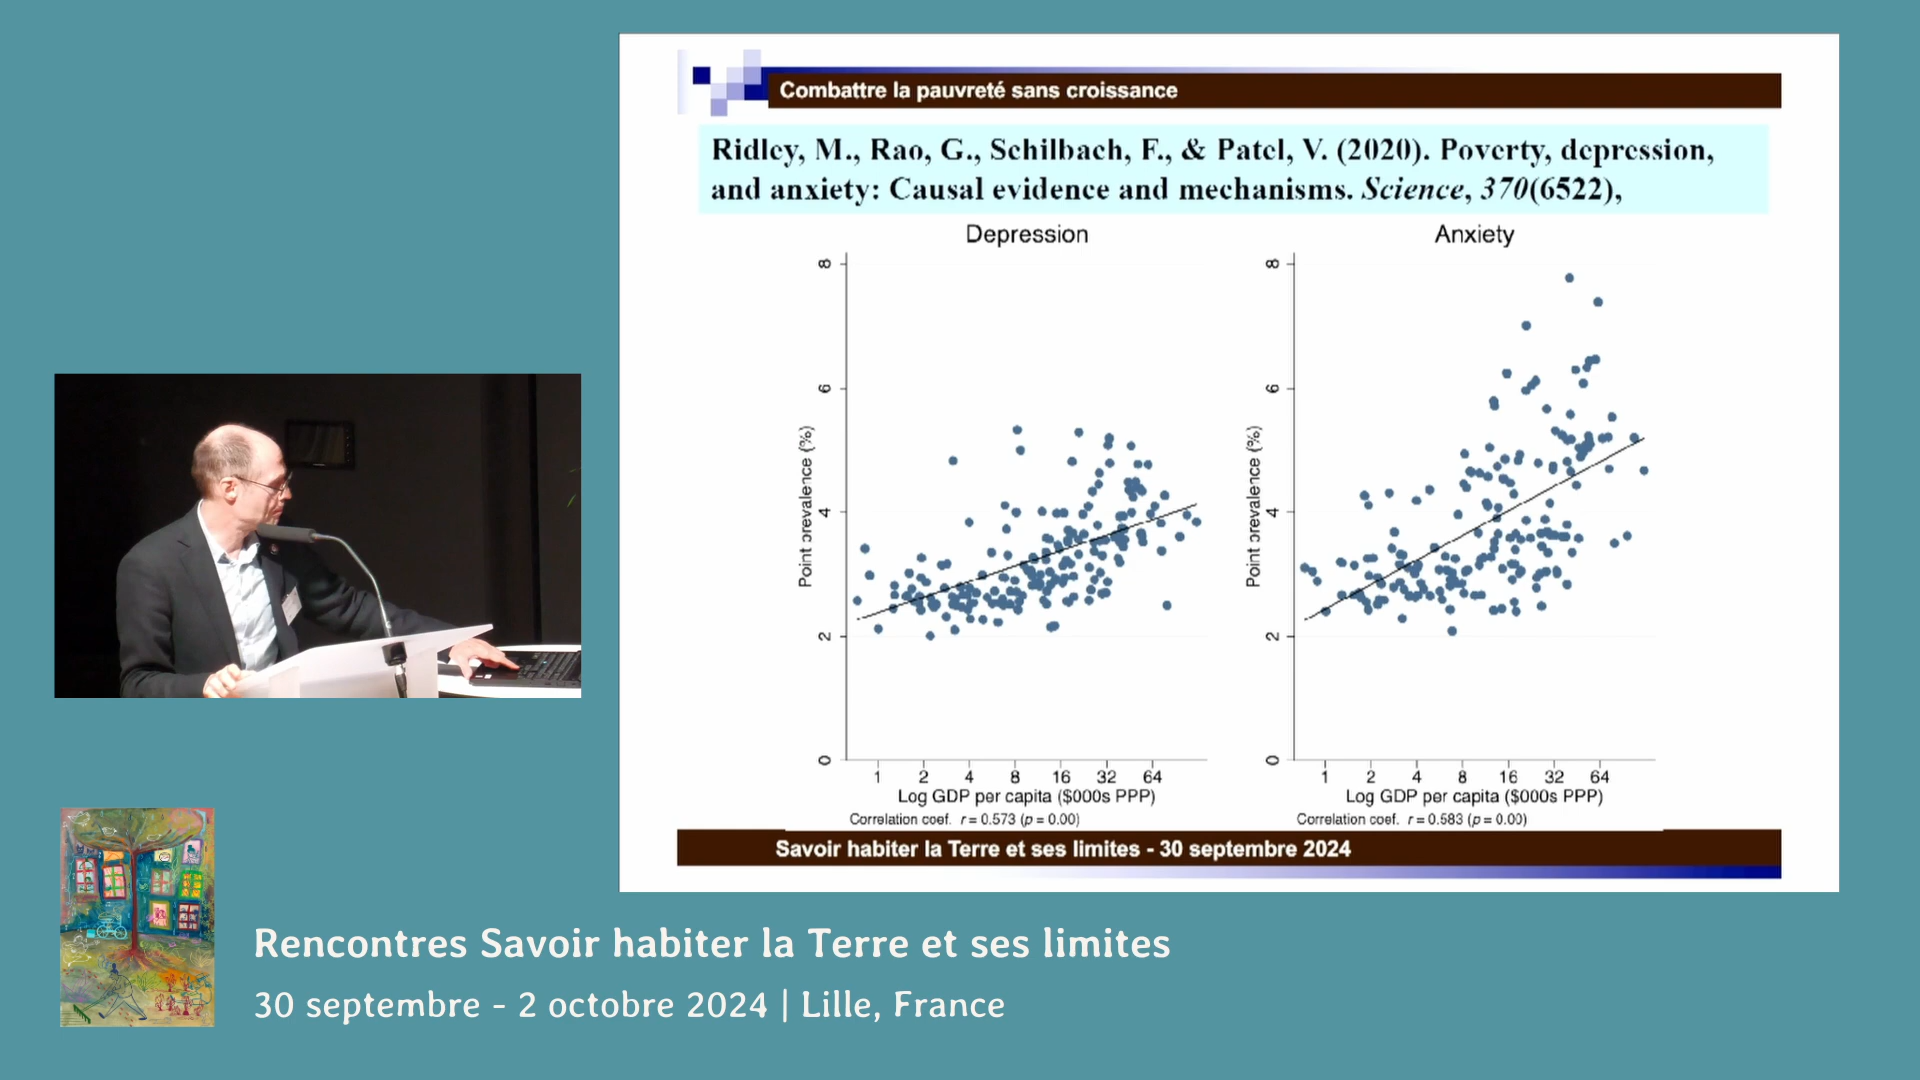 Combattre la pauvreté sans croissance
Ridley, M., Rao, G., Schilbach, F., & Patel, V. (2020). Poverty, depression,
and anxiety: Causal evidence and mechanisms. Science, 370(6522),
Depression
8
6
4
2
0
Point prevalence (%)
1 2 4 8 16 32 64
Log GDP per capita ($000s PPP)
Correlation coef. r = 0.573 (p = 0.00)
Anxiety
8
6
4
2
0
Point prevalence (%)
1 2 4 8 16 32 64
Log GDP per capita ($000s PPP)
Correlation coef. r = 0.583 (p = 0.00)
Savoir habiter la Terre et ses limites - 30 septembre 2024
Rencontres Savoir habiter la Terre et ses limites
30 septembre - 2 octobre 2024 | Lille, France